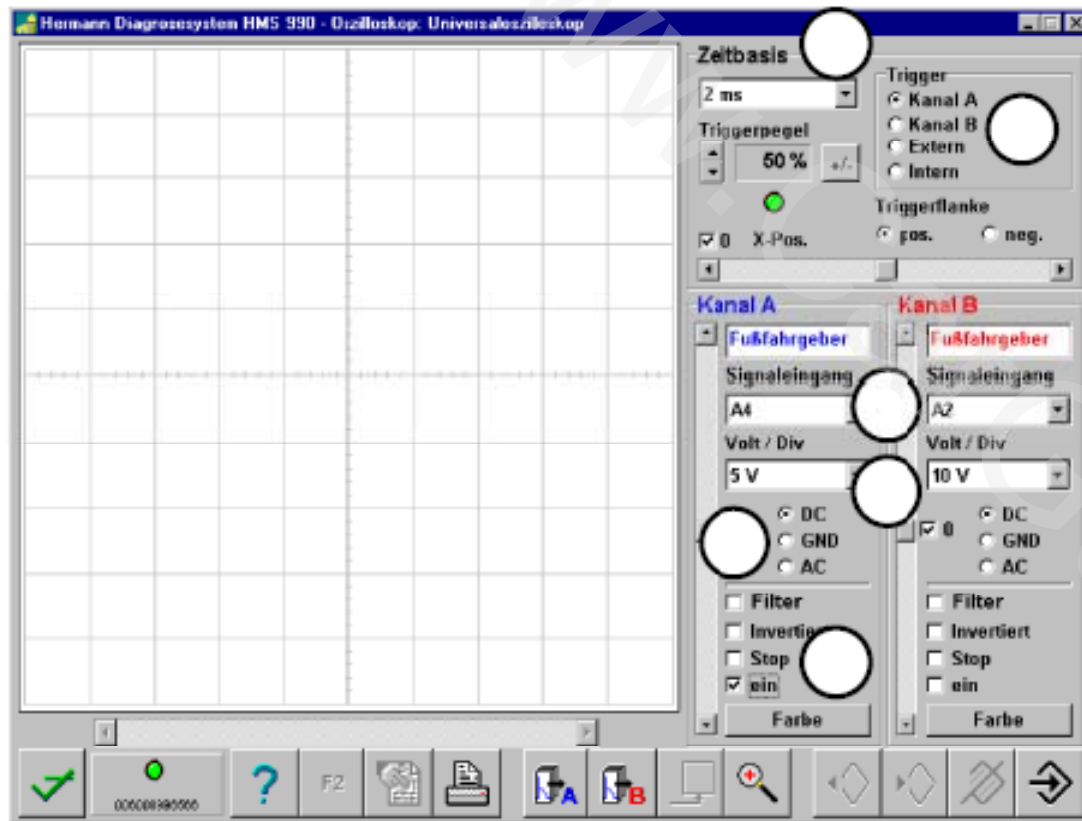 Hermann Diagnosesystem HMS 990 - Oszilloskop: Universaloszilloskop
Zeitbasis
2 ms
Triggerpegel
50 %
+/-
0 X-Pos.
Trigger
Kanal A
Kanal B
Extern
Intern
Triggerflanke
pos. neg.
Kanal A
Fußfahrgeber
Signaleingang
A4
Volt / Div
5 V
DC
GND
AC
Filter
Stop
ein
Farbe
Kanal B
Fußfahrgeber
Signaleingang
A2
Volt / Div
10 V
0
DC
GND
AC
Filter
Invertiert
Stop
ein
Farbe
? F2 A B